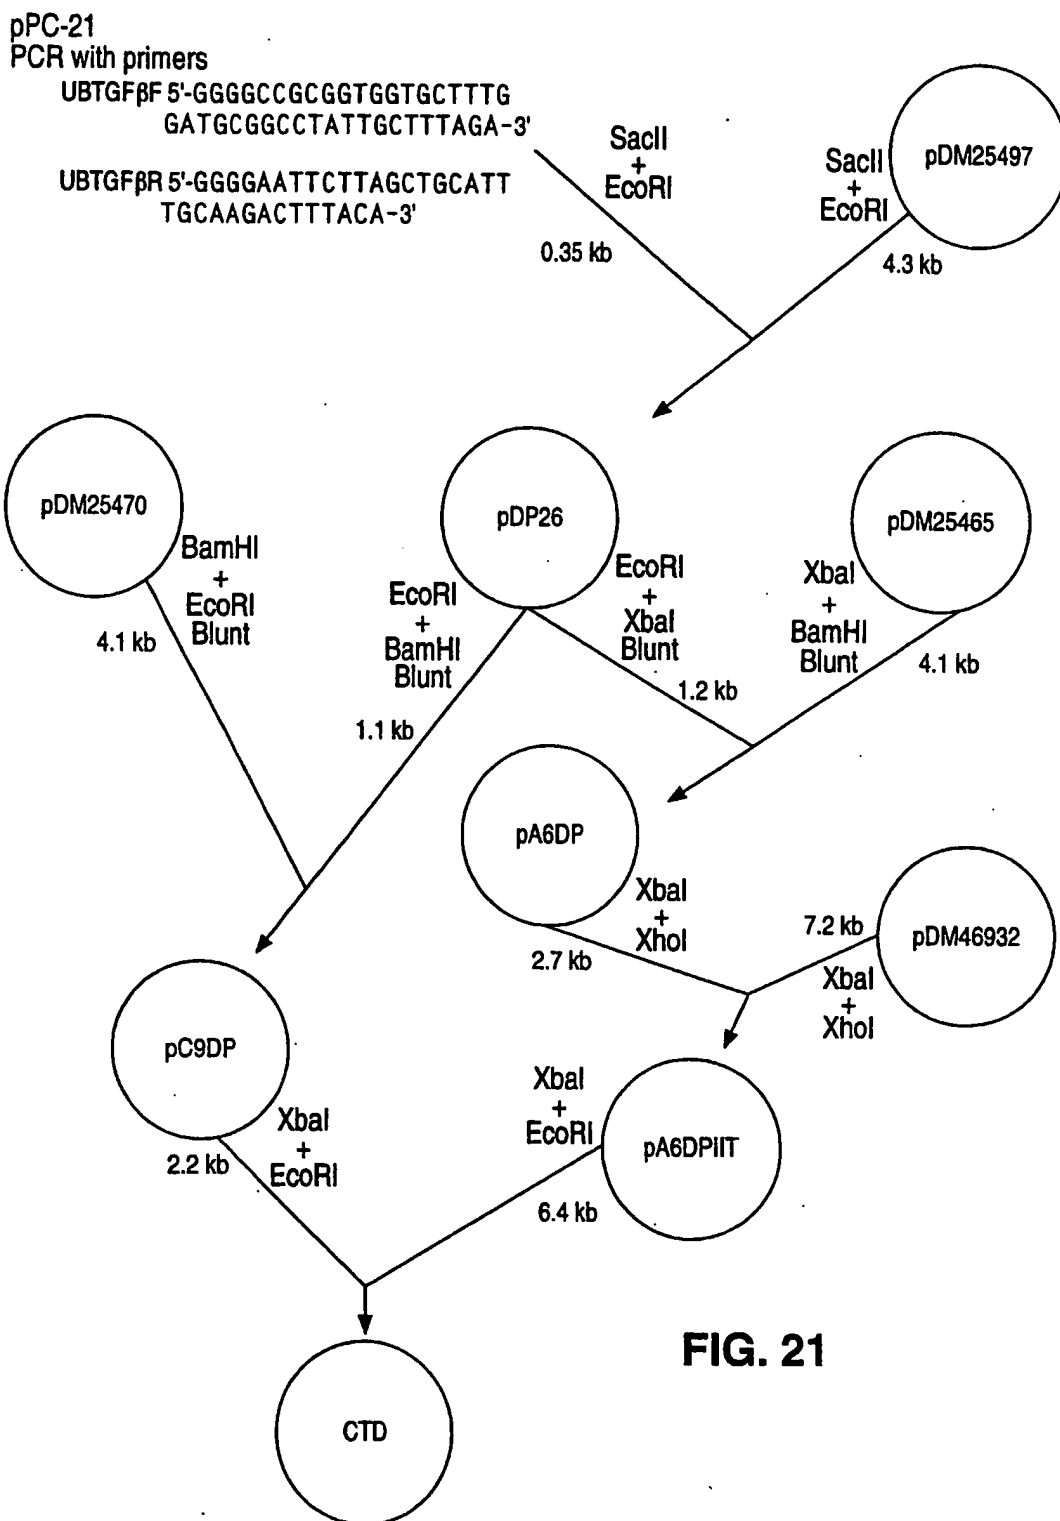 pPC-21
PCR with primers
UBTGFβF 5'-GGGGCCGCGGTGGTGCTTTG
GATGCGGCCTATTGCTTTAGA-3'
UBTGFβR 5'-GGGGAATTCTTAGCTGCATT
TGCAAGACTTTACA-3'
SacII
+
EcoRI
0.35 kb
SacII
+
EcoRI
pDM25497
4.3 kb
pDM25470
BamHI
+
EcoRI
Blunt
4.1 kb
pDP26
EcoRI
+
BamHI
Blunt
1.1 kb
EcoRI
+
XbaI
Blunt
1.2 kb
pDM25465
XbaI
+
BamHI
Blunt
4.1 kb
pA6DP
XbaI
+
XhoI
2.7 kb
pDM46932
7.2 kb
XbaI
+
XhoI
pC9DP
XbaI
+
EcoRI
2.2 kb
pA6DPIIT
XbaI
+
EcoRI
6.4 kb
CTD
FIG. 21